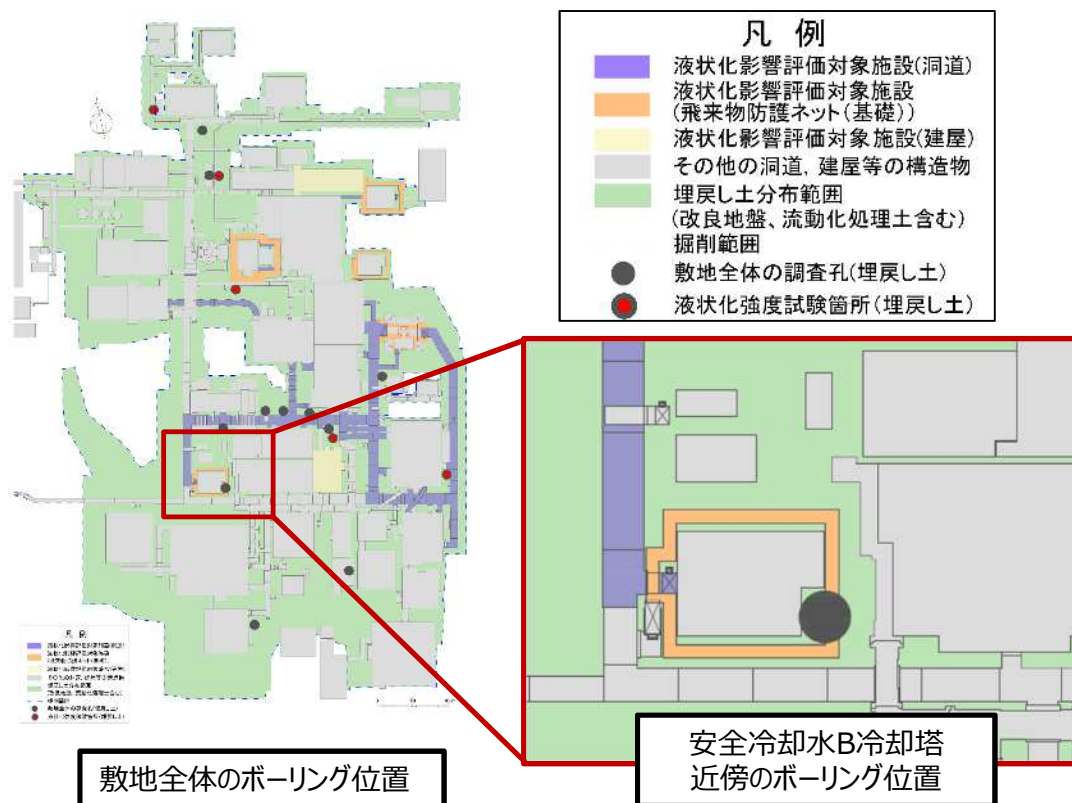 凡 例
液状化影響評価対象施設(洞道)
液状化影響評価対象施設
(飛来物防護ネット(基礎))
液状化影響評価対象施設(建屋)
その他の洞道, 建屋等の構造物
埋戻し土分布範囲
(改良地盤、流動化処理土含む)
掘削範囲
敷地全体の調査孔(埋戻し土)
液状化強度試験箇所(埋戻し土)
凡 例
敷地全体のボーリング位置
安全冷却水B冷却塔
近傍のボーリング位置